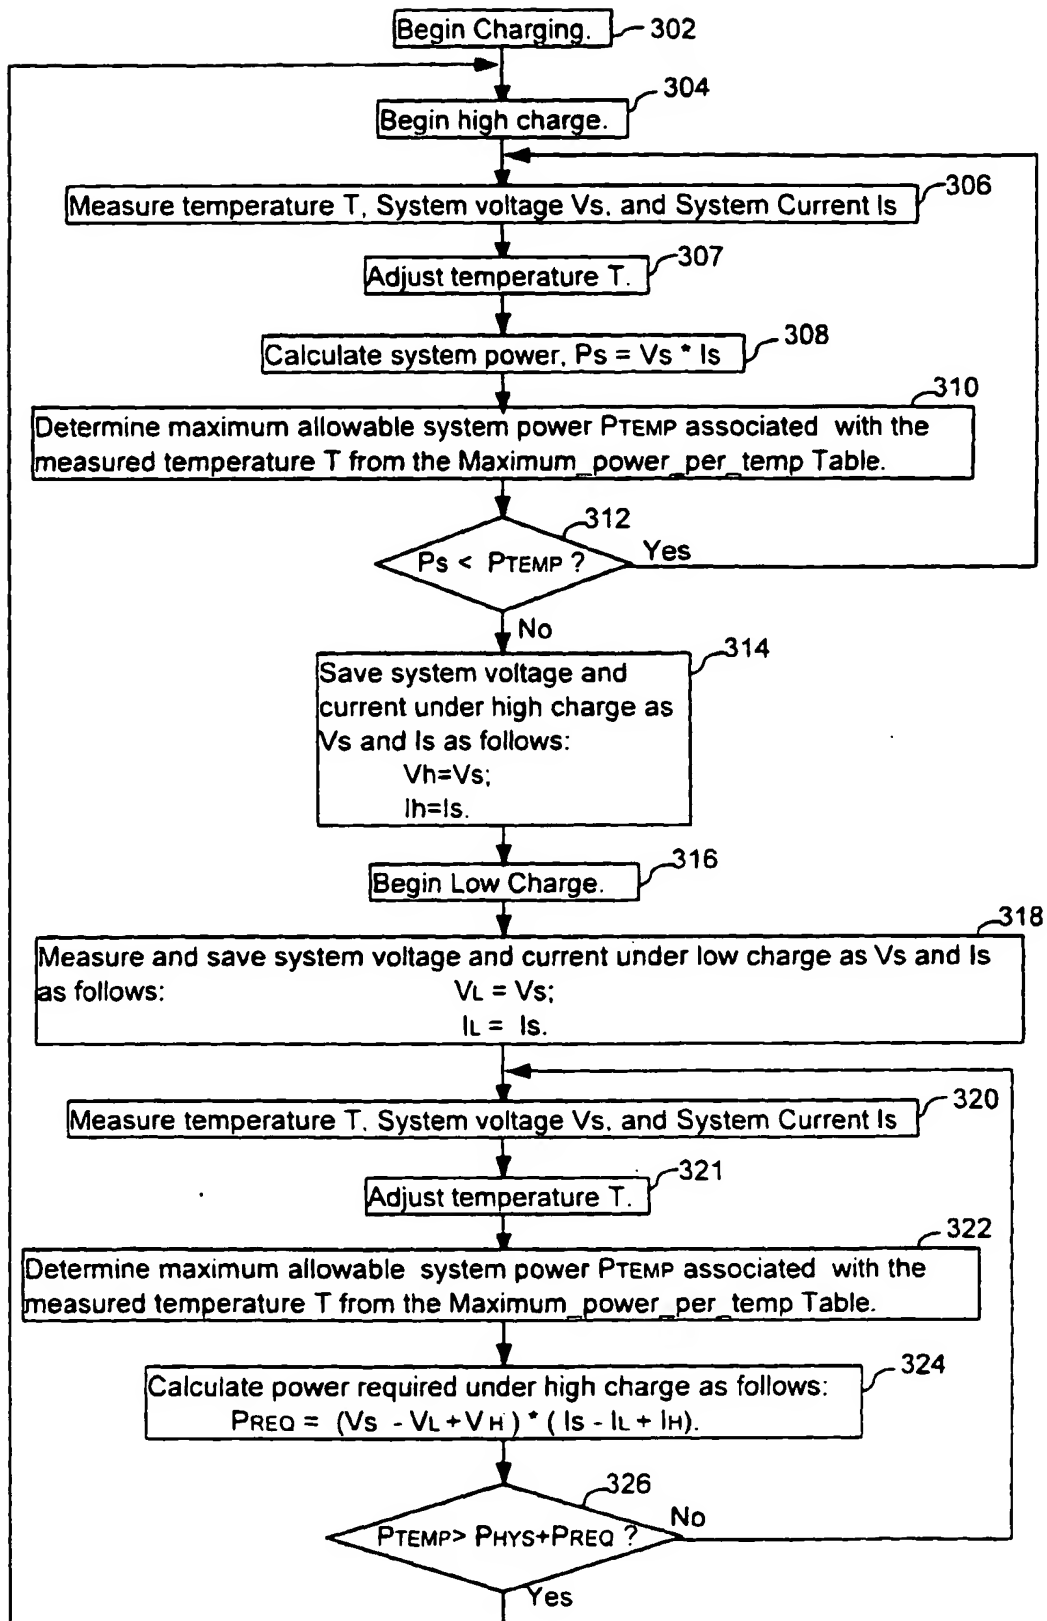 Begin Charging.
302
304
Begin high charge.
306
Measure temperature T, System voltage Vs, and System Current Is
307
Adjust temperature T.
308
Calculate system power, Ps = Vs * Is
310
Determine maximum allowable system power PTEMP associated with the
measured temperature T from the Maximum_power_per_temp Table.
312
Ps < PTEMP ?
Yes
No
314
Save system voltage and
current under high charge as
Vs and Is as follows:
Vh=Vs;
Ih=Is.
316
Begin Low Charge.
318
Measure and save system voltage and current under low charge as Vs and Is
as follows: VL = Vs;
IL = Is.
320
Measure temperature T, System voltage Vs, and System Current Is
321
Adjust temperature T.
322
Determine maximum allowable system power PTEMP associated with the
measured temperature T from the Maximum_power_per_temp Table.
324
Calculate power required under high charge as follows:
PREQ = (Vs - VL + VH) * ( Is - IL + IH).
326
PTEMP> PHYS+PREQ ?
No
Yes